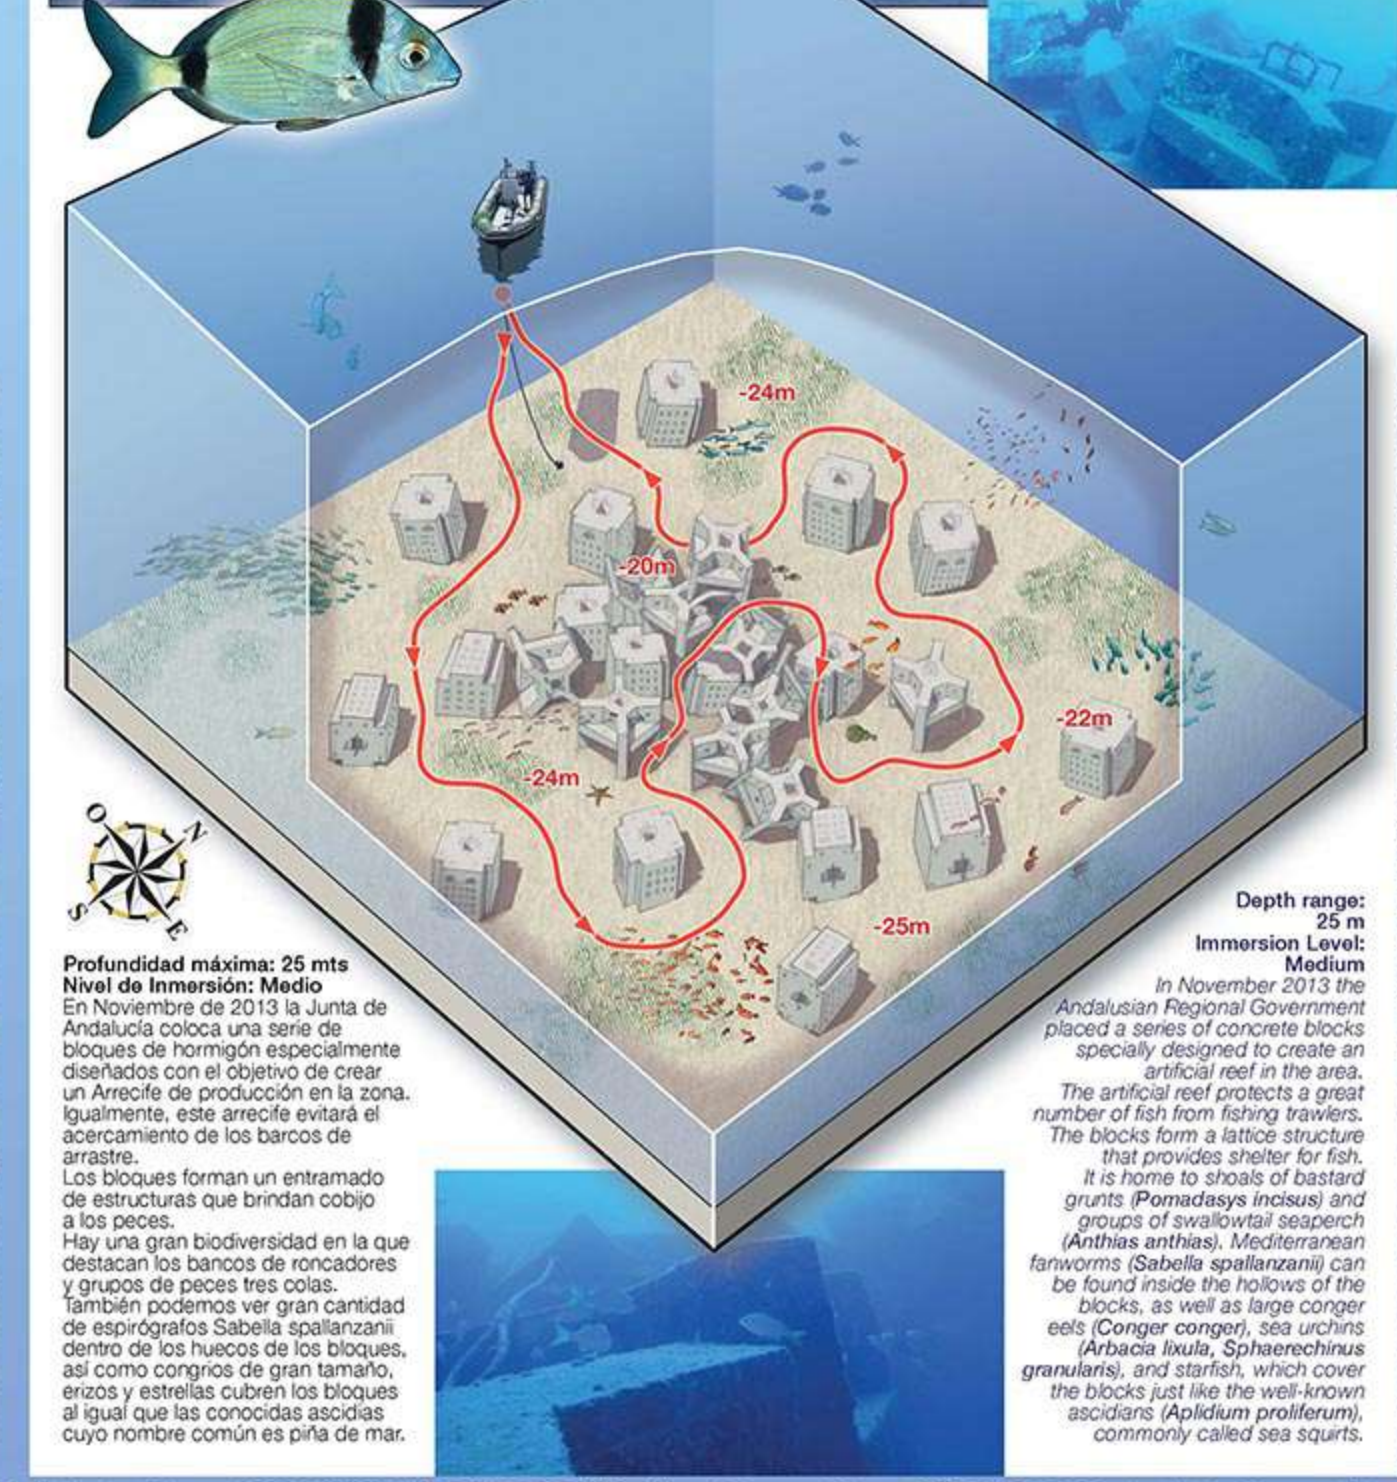 -24m
-20m
-22m
-24m
-25m
O
N
S
E
Profundidad máxima: 25 mts
Nivel de Inmersión: Medio
En Noviembre de 2013 la Junta de
Andalucía coloca una serie de
bloques de hormigón especialmente
diseñados con el objetivo de crear
un Arrecife de producción en la zona.
Igualmente, este arrecife evitará el
acercamiento de los barcos de
arrastre.
Los bloques forman un entramado
de estructuras que brindan cobijo
a los peces.
Hay una gran biodiversidad en la que
destacan los bancos de roncadores
y grupos de peces tres colas.
También podemos ver gran cantidad
de espirógrafos Sabella spallanzanii
dentro de los huecos de los bloques,
así como congrios de gran tamaño,
erizos y estrellas cubren los bloques
al igual que las conocidas ascidias
cuyo nombre común es piña de mar.
Depth range:
25 m
Immersion Level:
Medium
In November 2013 the
Andalusian Regional Government
placed a series of concrete blocks
specially designed to create an
artificial reef in the area.
The artificial reef protects a great
number of fish from fishing trawlers.
The blocks form a lattice structure
that provides shelter for fish.
It is home to shoals of bastard
grunts (Pomadasys incisus) and
groups of swallowtail seaperch
(Anthias anthias). Mediterranean
fanworms (Sabella spallanzanii) can
be found inside the hollows of the
blocks, as well as large conger
eels (Conger conger), sea urchins
(Arbacia lixula, Sphaerechinus
granularis), and starfish, which cover
the blocks just like the well-known
ascidians (Aplidium proliferum),
commonly called sea squirts.